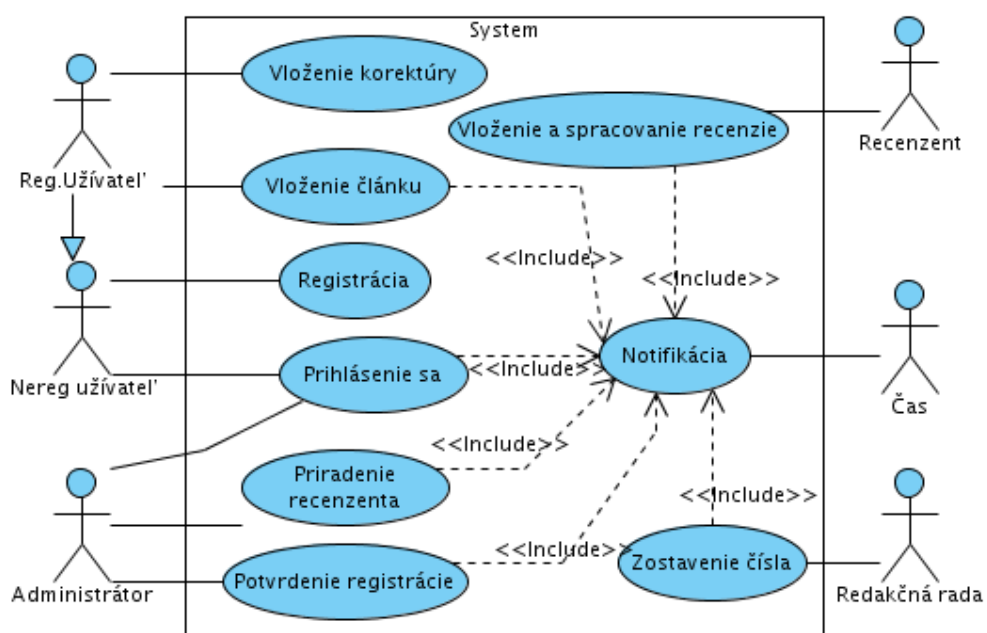 System
Vloženie korektúry
Vloženie a spracovanie recenzie
Recenzent
Reg.Užívateľ
Vloženie článku
<<Include>>
<<Include>>
Registrácia
Notifikácia
Nereg užívateľ
Prihlásenie sa
<<Include>>
Čas
<<Include>>
Priradenie
recenzenta
<<Include>>
<<Include>>
Administrátor
Potvrdenie registrácie
Zostavenie čísla
Redakčná rada